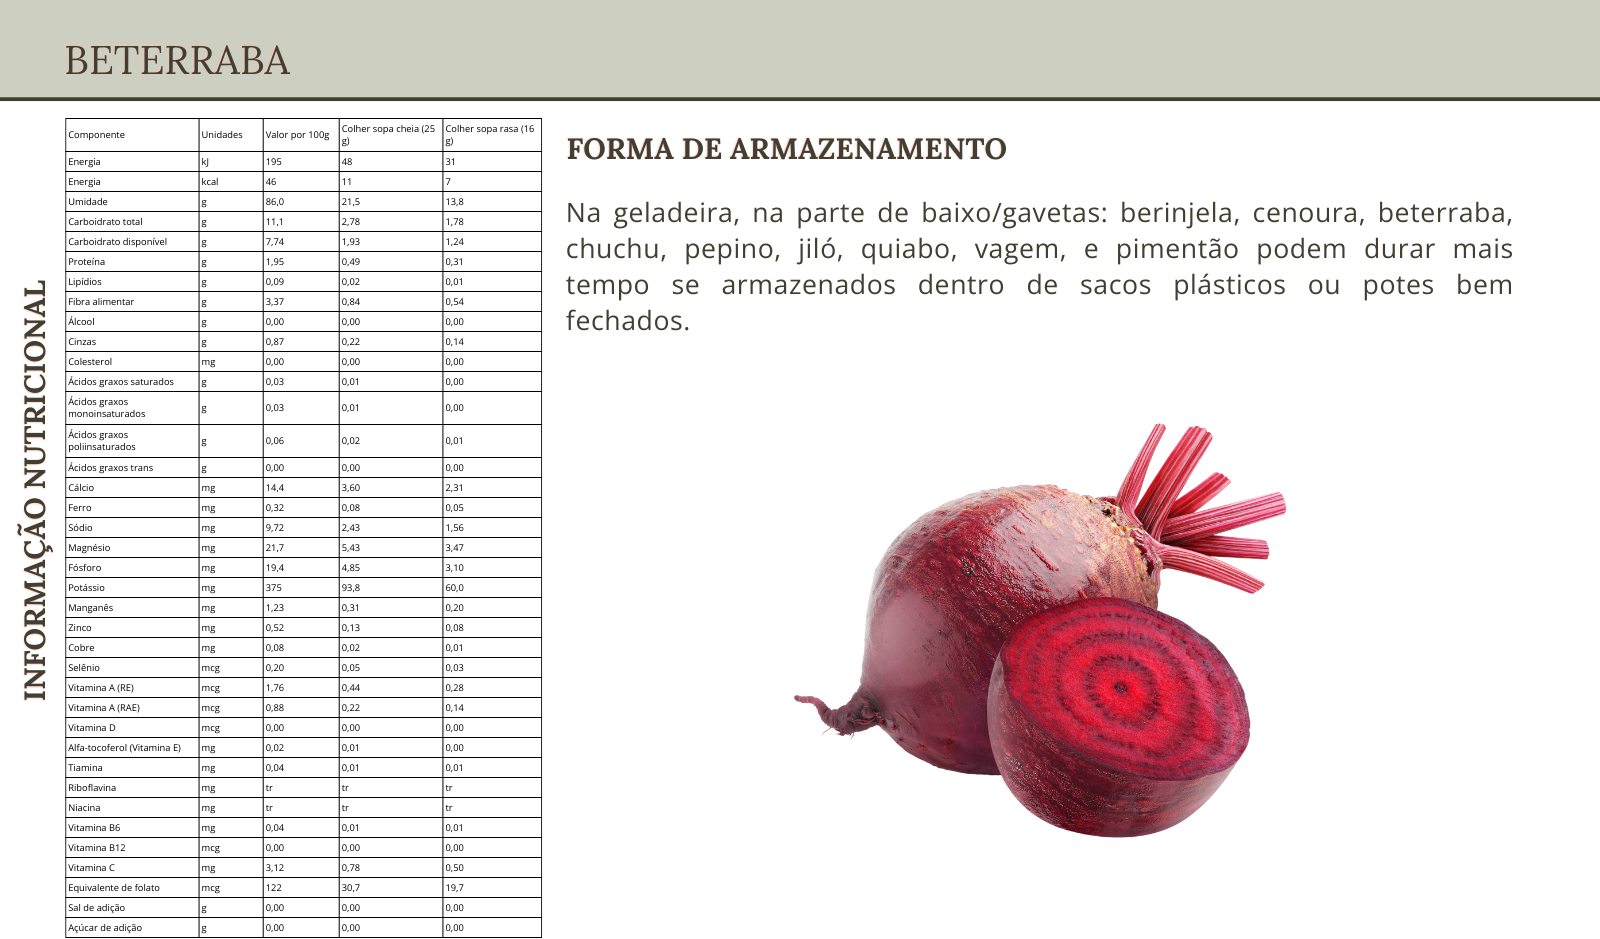 BETERRABA
INFORMAÇÃO NUTRICIONAL
Componente Unidades Valor por 100g Colher sopa cheia (25 g) Colher sopa rasa (16 g)
Energia kJ 195 48 31
Energia kcal 46 11 7
Umidade g 86,0 21,5 13,8
Carboidrato total g 11,1 2,78 1,78
Carboidrato disponível g 7,74 1,93 1,24
Proteína g 1,95 0,49 0,31
Lipídios g 0,09 0,02 0,01
Fibra alimentar g 3,37 0,84 0,54
Álcool g 0,00 0,00 0,00
Cinzas g 0,87 0,22 0,14
Colesterol mg 0,00 0,00 0,00
Ácidos graxos saturados g 0,03 0,01 0,00
Ácidos graxos monoinsaturados g 0,03 0,01 0,00
Ácidos graxos poliinsaturados g 0,06 0,02 0,01
Ácidos graxos trans g 0,00 0,00 0,00
Cálcio mg 14,4 3,60 2,31
Ferro mg 0,32 0,08 0,05
Sódio mg 9,72 2,43 1,56
Magnésio mg 21,7 5,43 3,47
Fósforo mg 19,4 4,85 3,10
Potássio mg 375 93,8 60,0
Manganês mg 1,23 0,31 0,20
Zinco mg 0,52 0,13 0,08
Cobre mg 0,08 0,02 0,01
Selênio mcg 0,20 0,05 0,03
Vitamina A (RE) mcg 1,76 0,44 0,28
Vitamina A (RAE) mcg 0,88 0,22 0,14
Vitamina D mcg 0,00 0,00 0,00
Alfa-tocoferol (Vitamina E) mg 0,02 0,01 0,00
Tiamina mg 0,04 0,01 0,01
Riboflavina mg tr tr tr
Niacina mg tr tr tr
Vitamina B6 mg 0,04 0,01 0,01
Vitamina B12 mcg 0,00 0,00 0,00
Vitamina C mg 3,12 0,78 0,50
Equivalente de folato mcg 122 30,7 19,7
Sal de adição g 0,00 0,00 0,00
Açúcar de adição g 0,00 0,00 0,00
FORMA DE ARMAZENAMENTO
Na geladeira, na parte de baixo/gavetas: berinjela, cenoura, beterraba,
chuchu, pepino, jiló, quiabo, vagem, e pimentão podem durar mais
tempo se armazenados dentro de sacos plásticos ou potes bem
fechados.